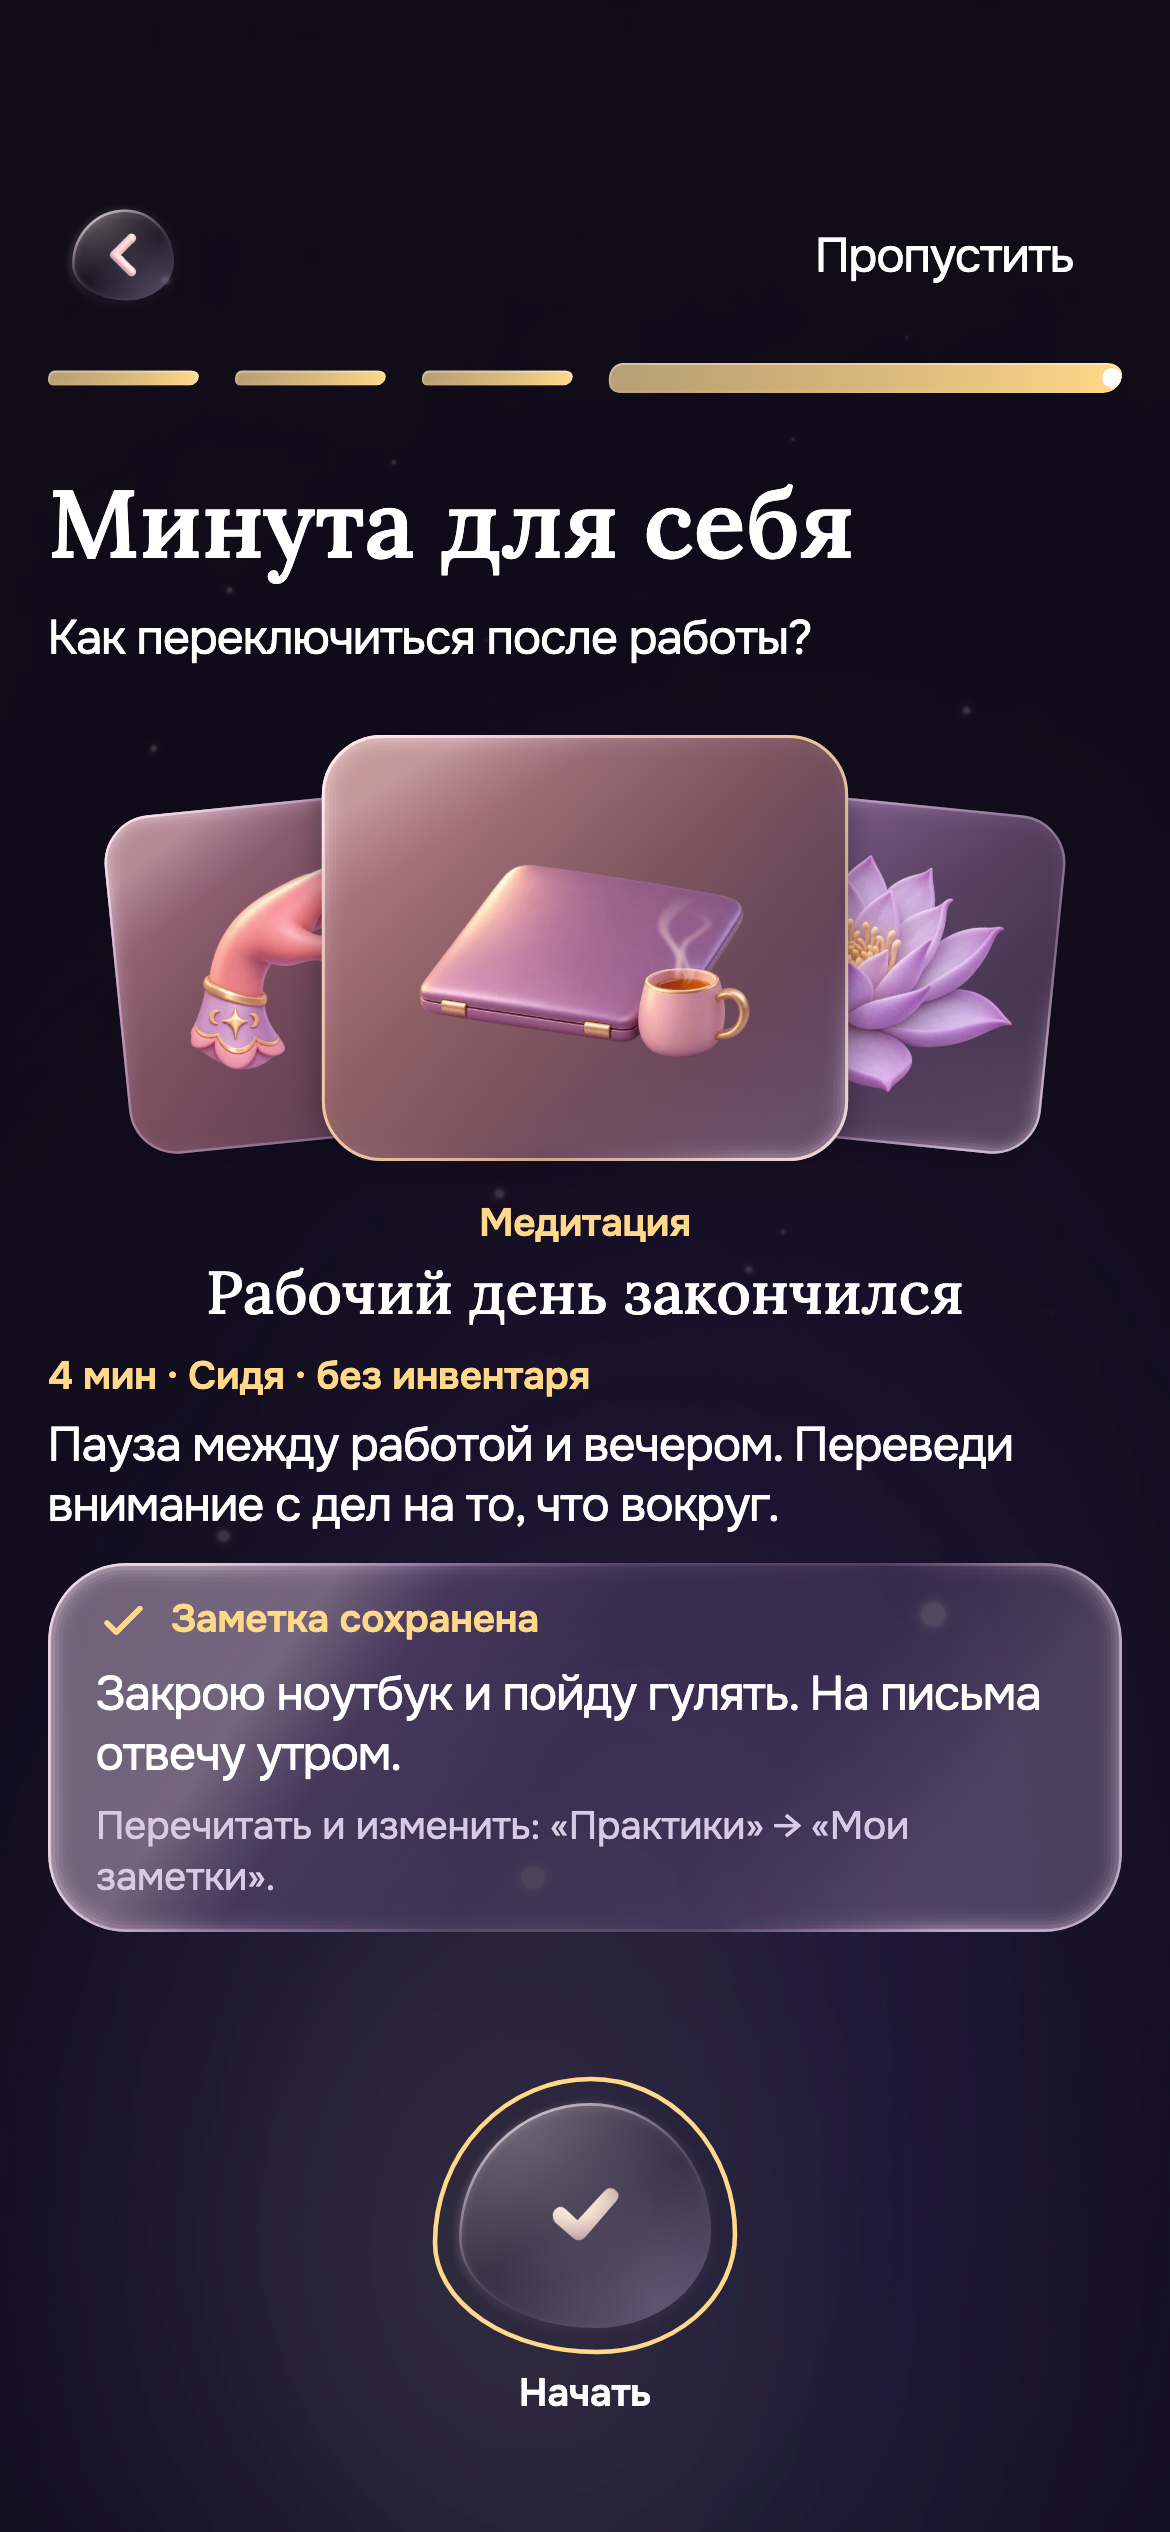 Пропустить
Минута для себя
Как переключиться после работы?
Медитация
Рабочий день закончился
4 мин · Сидя · без инвентаря
Пауза между работой и вечером. Переведи
внимание с дел на то, что вокруг.
Заметка сохранена
Закрою ноутбук и пойду гулять. На письма
отвечу утром.
Перечитать и изменить: «Практики» → «Мои
заметки».
Начать